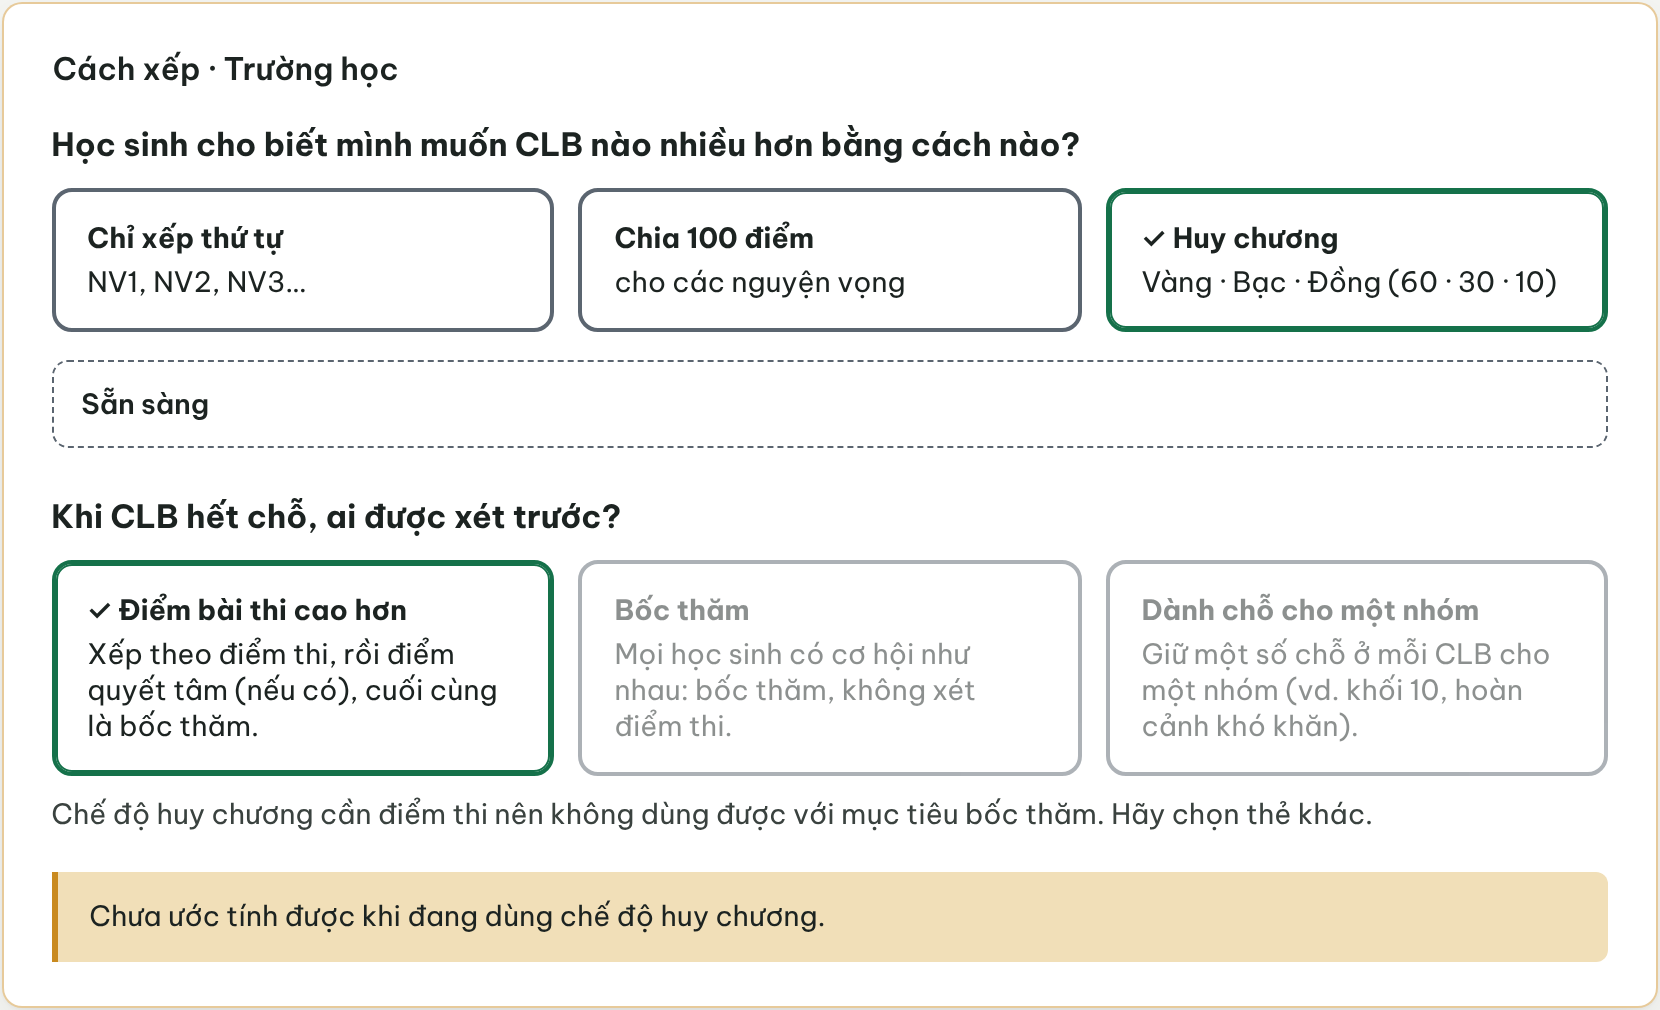 Cách xếp · Trường học
Học sinh cho biết mình muốn CLB nào nhiều hơn bằng cách nào?
Chỉ xếp thứ tự
NV1, NV2, NV3...
Chia 100 điểm
cho các nguyện vọng
✓ Huy chương
Vàng · Bạc · Đồng (60 · 30 · 10)
Sẵn sàng
Khi CLB hết chỗ, ai được xét trước?
✓ Điểm bài thi cao hơn
Xếp theo điểm thi, rồi điểm
quyết tâm (nếu có), cuối cùng
là bốc thăm.
Bốc thăm
Mọi học sinh có cơ hội như
nhau: bốc thăm, không xét
điểm thi.
Dành chỗ cho một nhóm
Giữ một số chỗ ở mỗi CLB cho
một nhóm (vd. khối 10, hoàn
cảnh khó khăn).
Chế độ huy chương cần điểm thi nên không dùng được với mục tiêu bốc thăm. Hãy chọn thẻ khác.
Chưa ước tính được khi đang dùng chế độ huy chương.